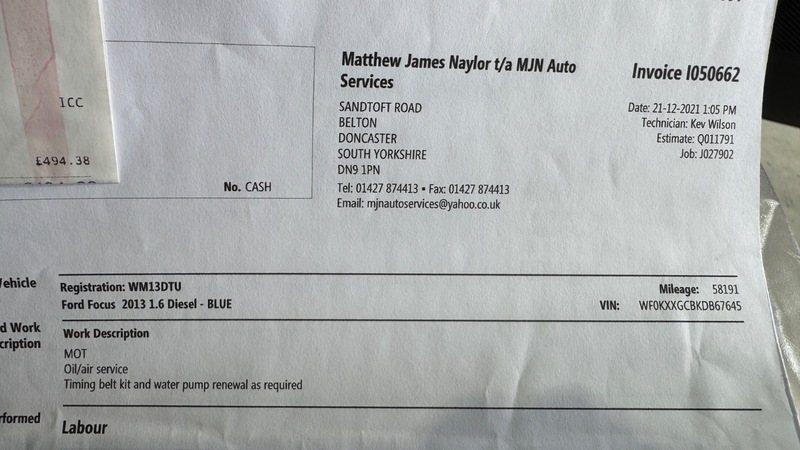 ICC
£494.38
No. CASH
Matthew James Naylor t/a MJN Auto
Services
SANDTOFT ROAD
BELTON
DONCASTER
SOUTH YORKSHIRE
DN9 1PN
Tel: 01427 874413 • Fax: 01427 874413
Email: mjnautoservices@yahoo.co.uk
Invoice I050662
Date: 21-12-2021 1:05 PM
Technician: Kev Wilson
Estimate: Q011791
Job: J027902
Vehicle
Registration: WM13DTU
Mileage: 58191
Ford Focus 2013 1.6 Diesel - BLUE
VIN: WF0KXXGCBKDB67645
d Work
cription
Work Description
MOT
Oil/air service
Timing belt kit and water pump renewal as required
rformed
Labour